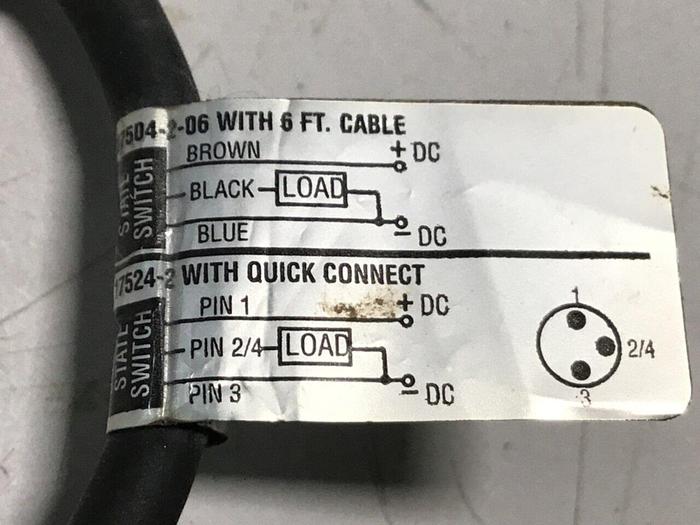 7504-2-06 WITH 6 FT. CABLE
STATE SWITCH
BROWN + DC
BLACK LOAD
BLUE - DC
17524-2 WITH QUICK CONNECT
STATE SWITCH
PIN 1 + DC
PIN 2/4 LOAD
PIN 3 - DC
1
2/4
3